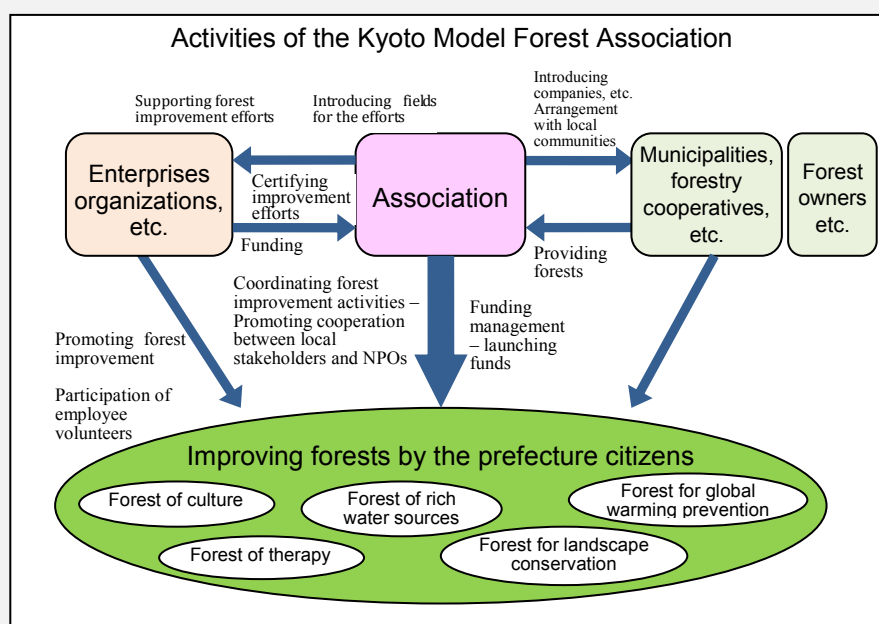 Activities of the Kyoto Model Forest Association
Supporting forest
improvement efforts
Introducing fields
for the efforts
Introducing
companies, etc.
Arrangement
with local
communities
Enterprises
organizations,
etc.
Certifying
improvement
efforts
Funding
Association
Municipalities,
forestry
cooperatives,
etc.
Forest
owners
etc.
Providing
forests
Coordinating forest
improvement activities –
Promoting cooperation
between local
stakeholders and NPOs
Funding
management
– launching
funds
Promoting forest
improvement
Participation of
employee
volunteers
Improving forests by the prefecture citizens
Forest of culture
Forest of rich
water sources
Forest for global
warming prevention
Forest of therapy
Forest for landscape
conservation